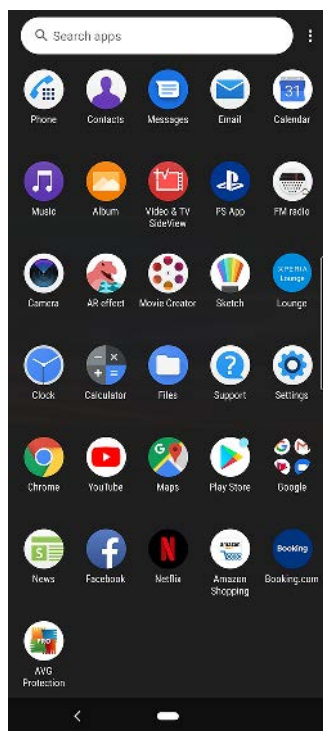 Search apps
Phone
Contacts
Messages
Email
31
Calendar
Music
Album
Video & TV
SideView
PS App
FM radio
Camera
AR effect
Movie Creator
Sketch
XPERIA
Lounge
Lounge
Clock
Calculator
Files
Support
Settings
Chrome
YouTube
Maps
Play Store
Google
News
Facebook
Netflix
amazon
Amazon
Shopping
Booking
Booking.com
PRO
AVG
Protection